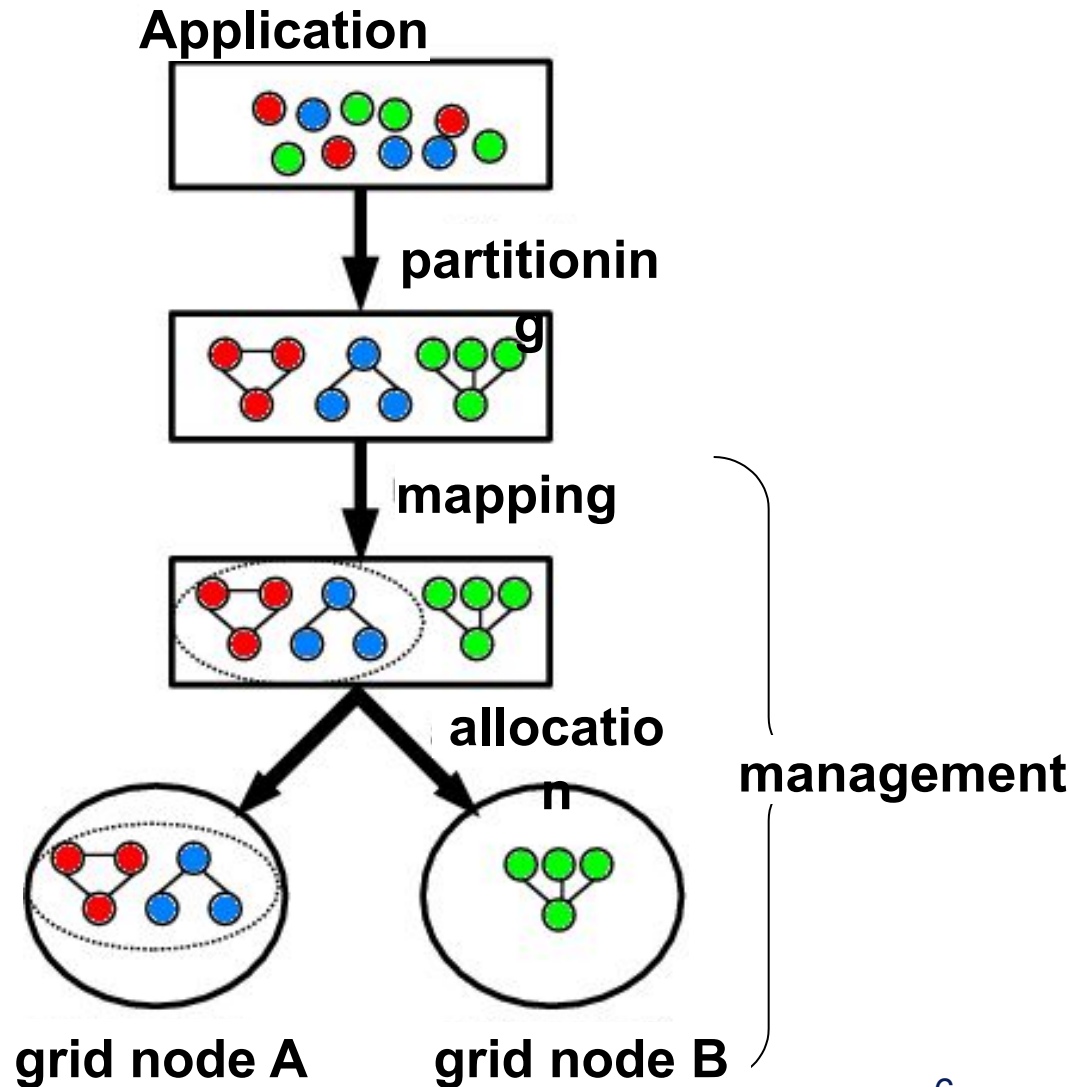 Application
partitionin
g
mapping
allocatio
n
management
grid node A
grid node B